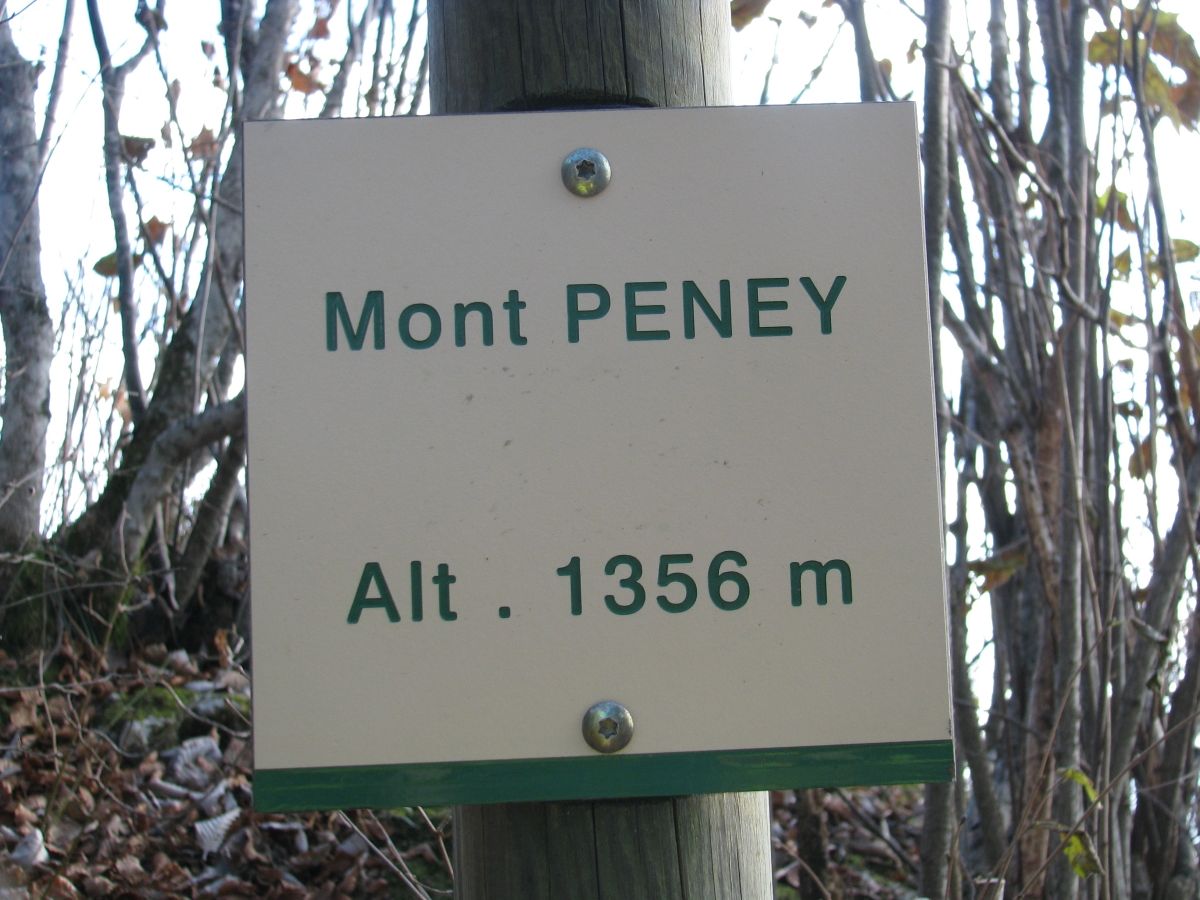 Mont PENEY
Alt . 1356 m